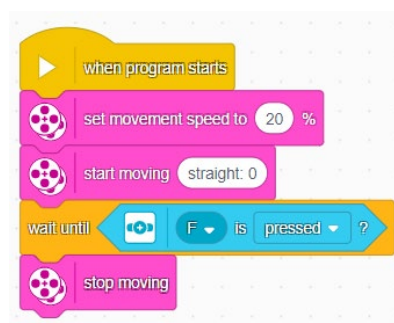 when program starts
set movement speed to 20 %
start moving straight: 0
wait until F is pressed ?
stop moving